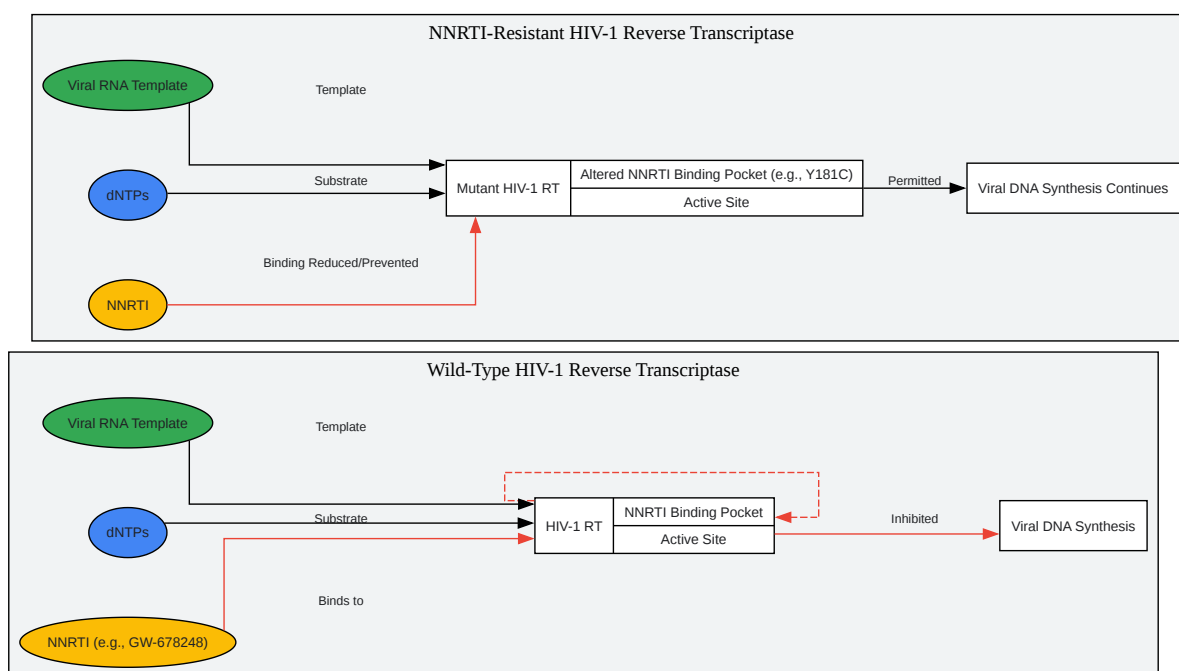 NNRTI-Resistant HIV-1 Reverse Transcriptase
Viral RNA Template
Template
dNTPs
Substrate
Mutant HIV-1 RT
Altered NNRTI Binding Pocket (e.g., Y181C)
Active Site
Permitted
Viral DNA Synthesis Continues
Binding Reduced/Prevented
NNRTI
Wild-Type HIV-1 Reverse Transcriptase
Viral RNA Template
Template
dNTPs
Substrate
HIV-1 RT
NNRTI Binding Pocket
Active Site
Inhibited
Viral DNA Synthesis
Binds to
NNRTI (e.g., GW-678248)